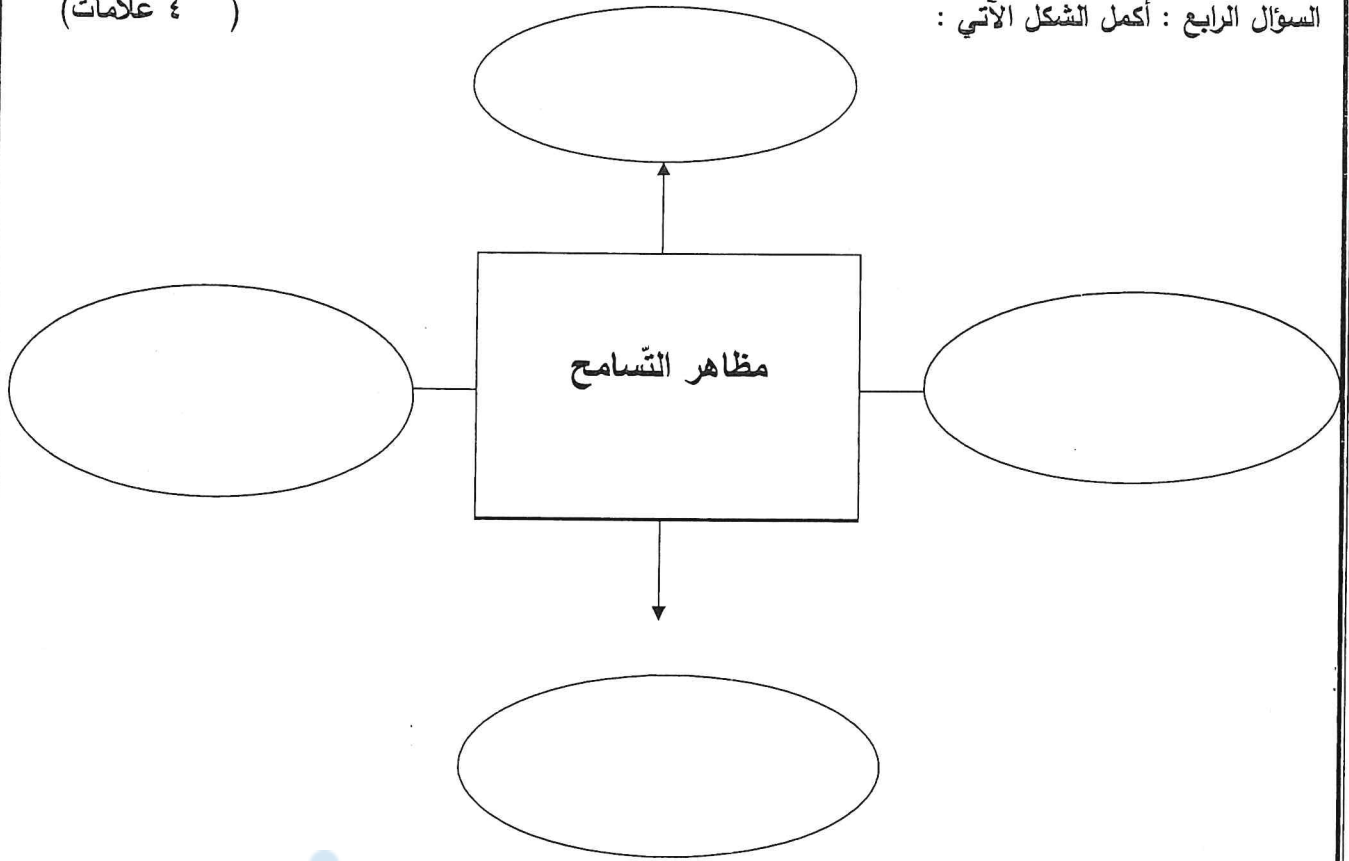 السؤال الرابع : أكمل الشكل الآتي : ( ٤ علامات)
مظاهر التّسامح